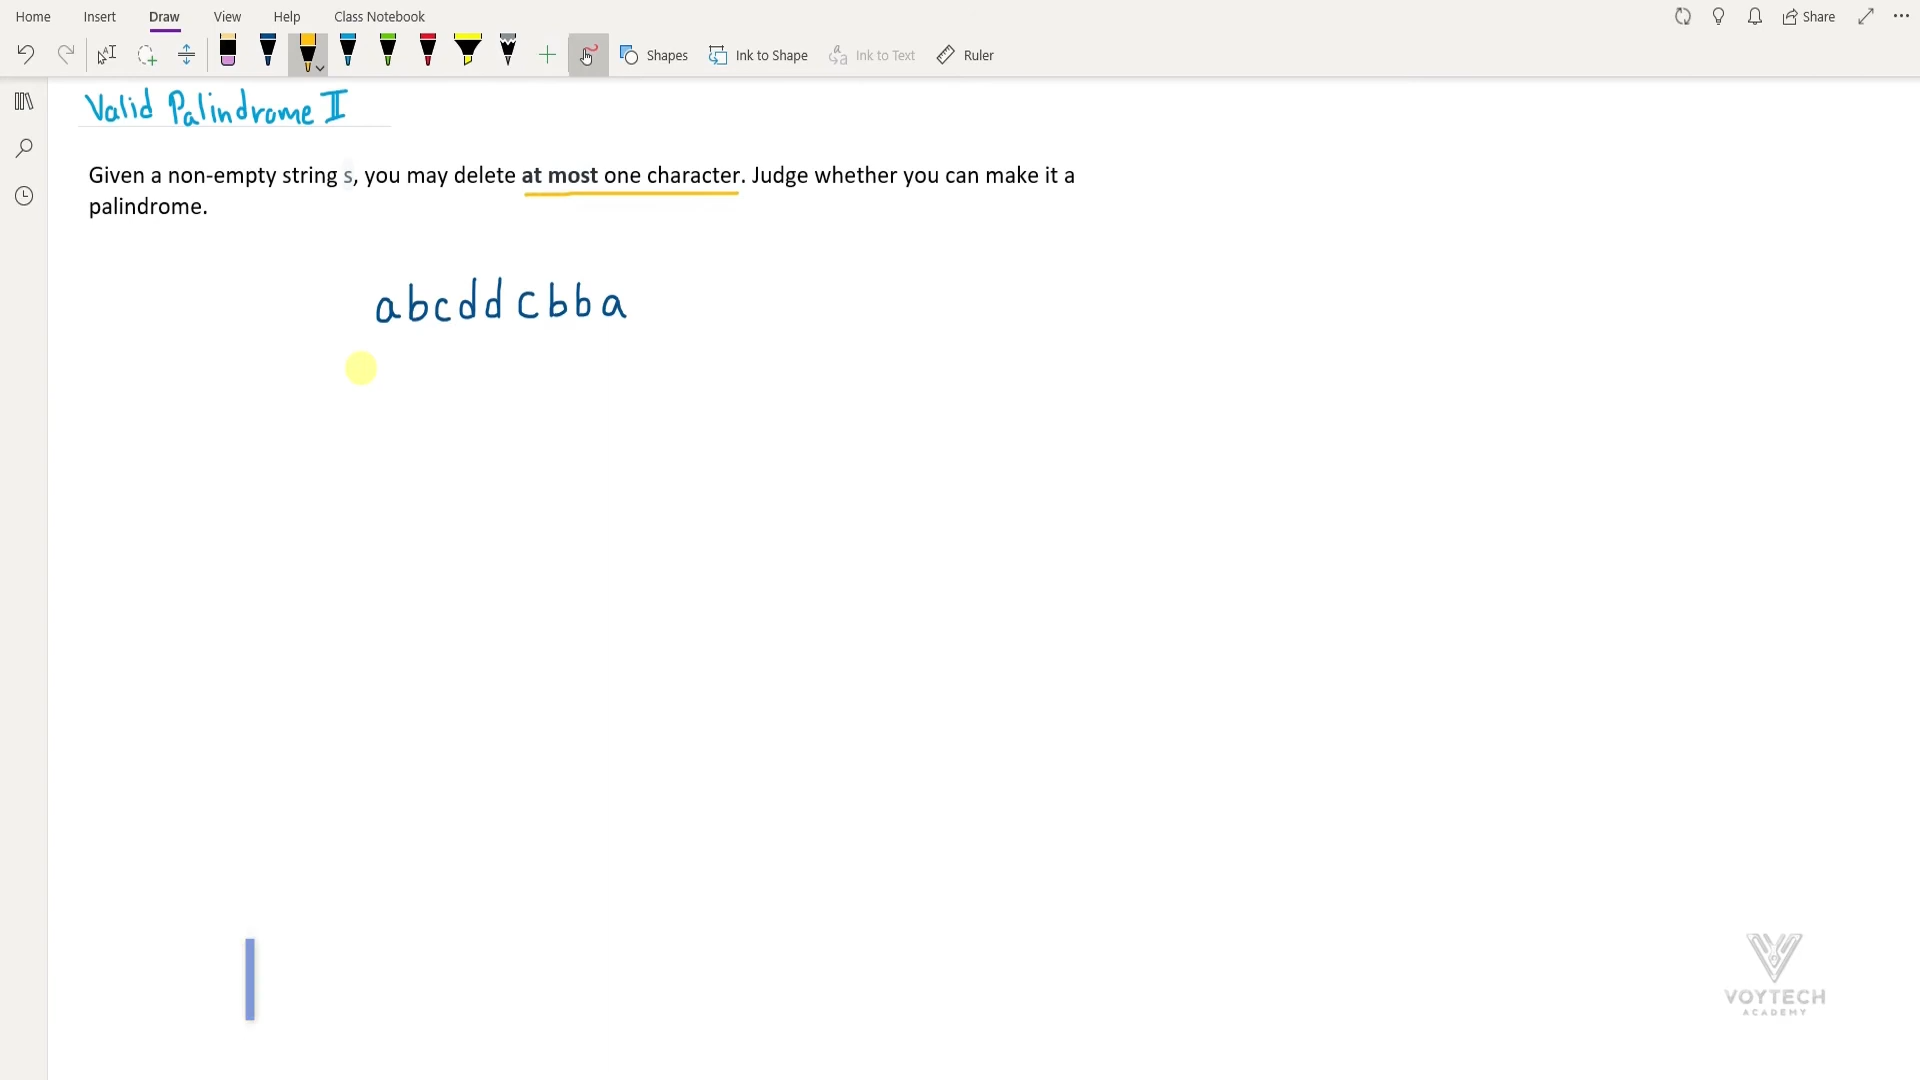 Home Insert Draw View Help Class Notebook Share
Shapes Ink to Shape Ink to Text Ruler
Valid Palindrome II
Given a non-empty string s, you may delete at most one character. Judge whether you can make it a
palindrome.
abcddcbba
VOYTECH
ACADEMY